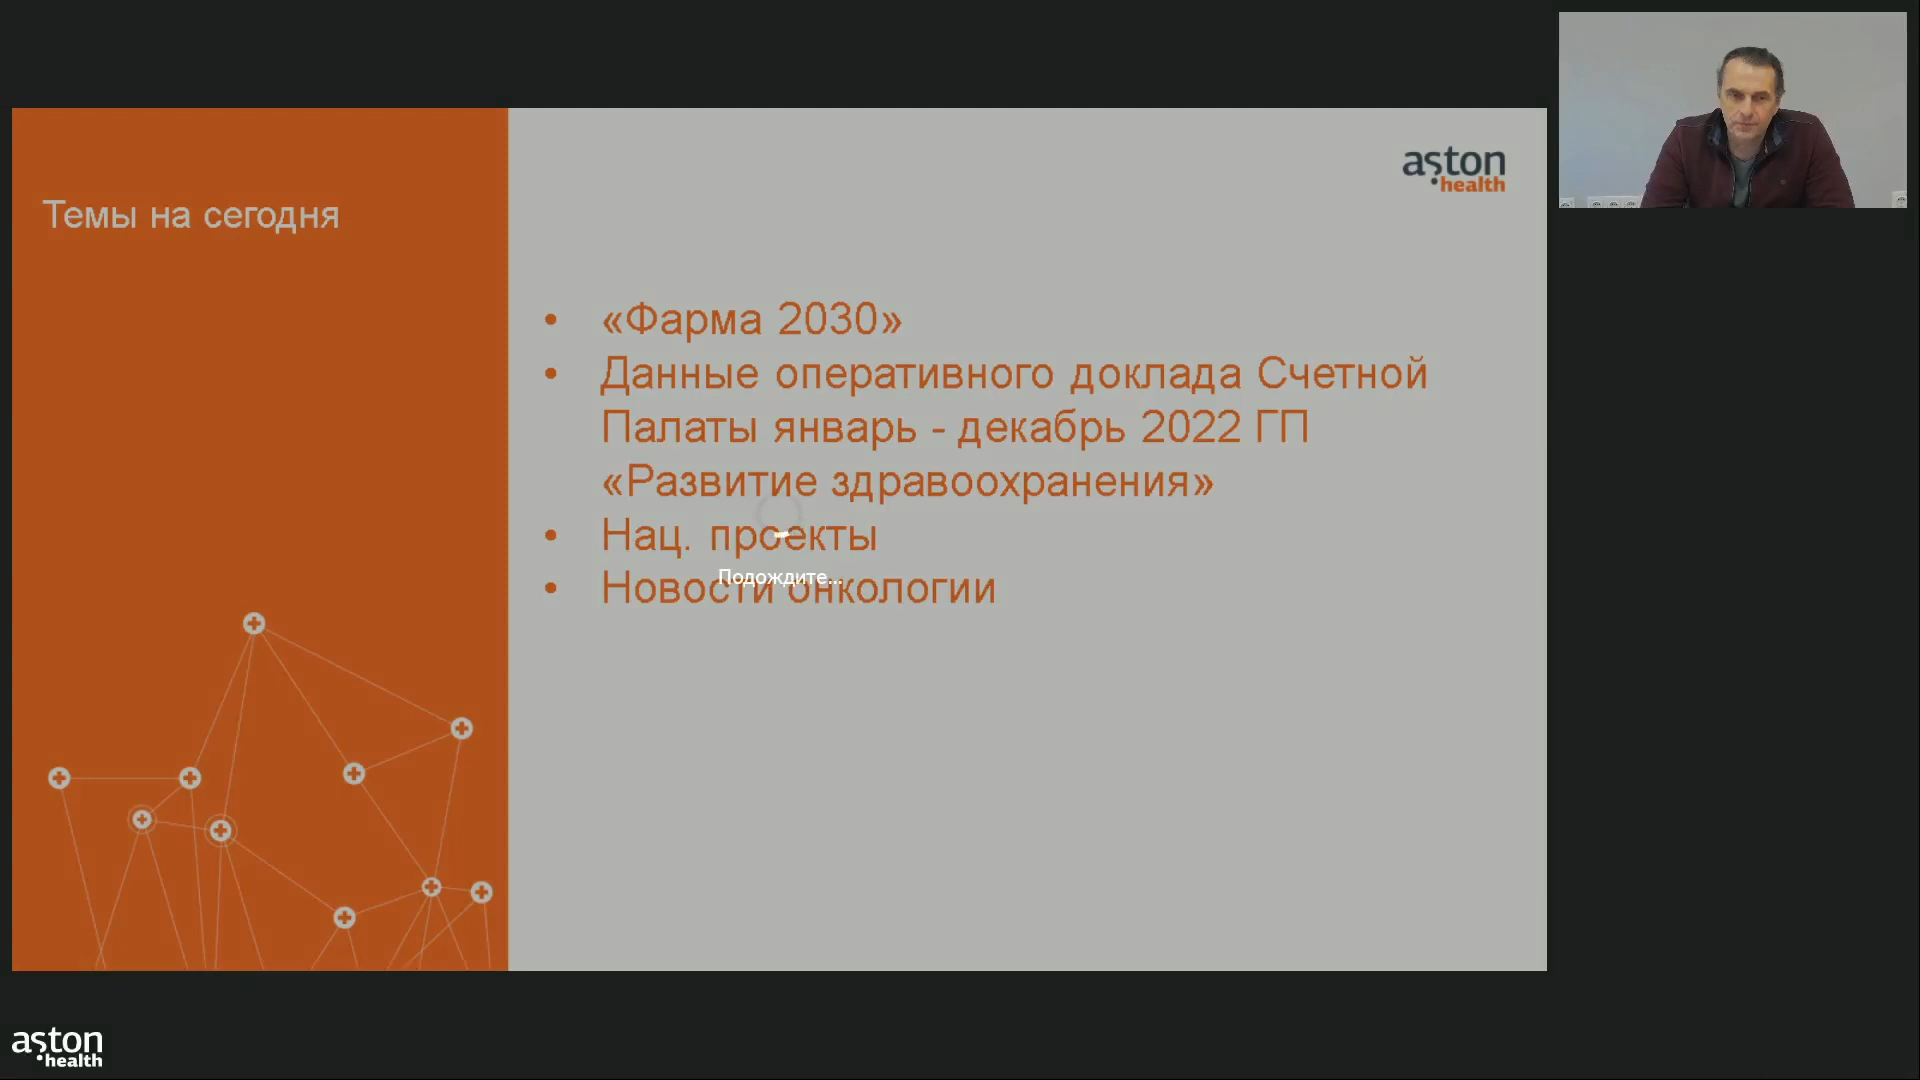 Темы на сегодня
aston
health
• «Фарма 2030»
• Данные оперативного доклада Счетной
Палаты январь - декабрь 2022 ГП
«Развитие здравоохранения»
• Нац. проекты
Подождите...
• Новости онкологии
aston
health